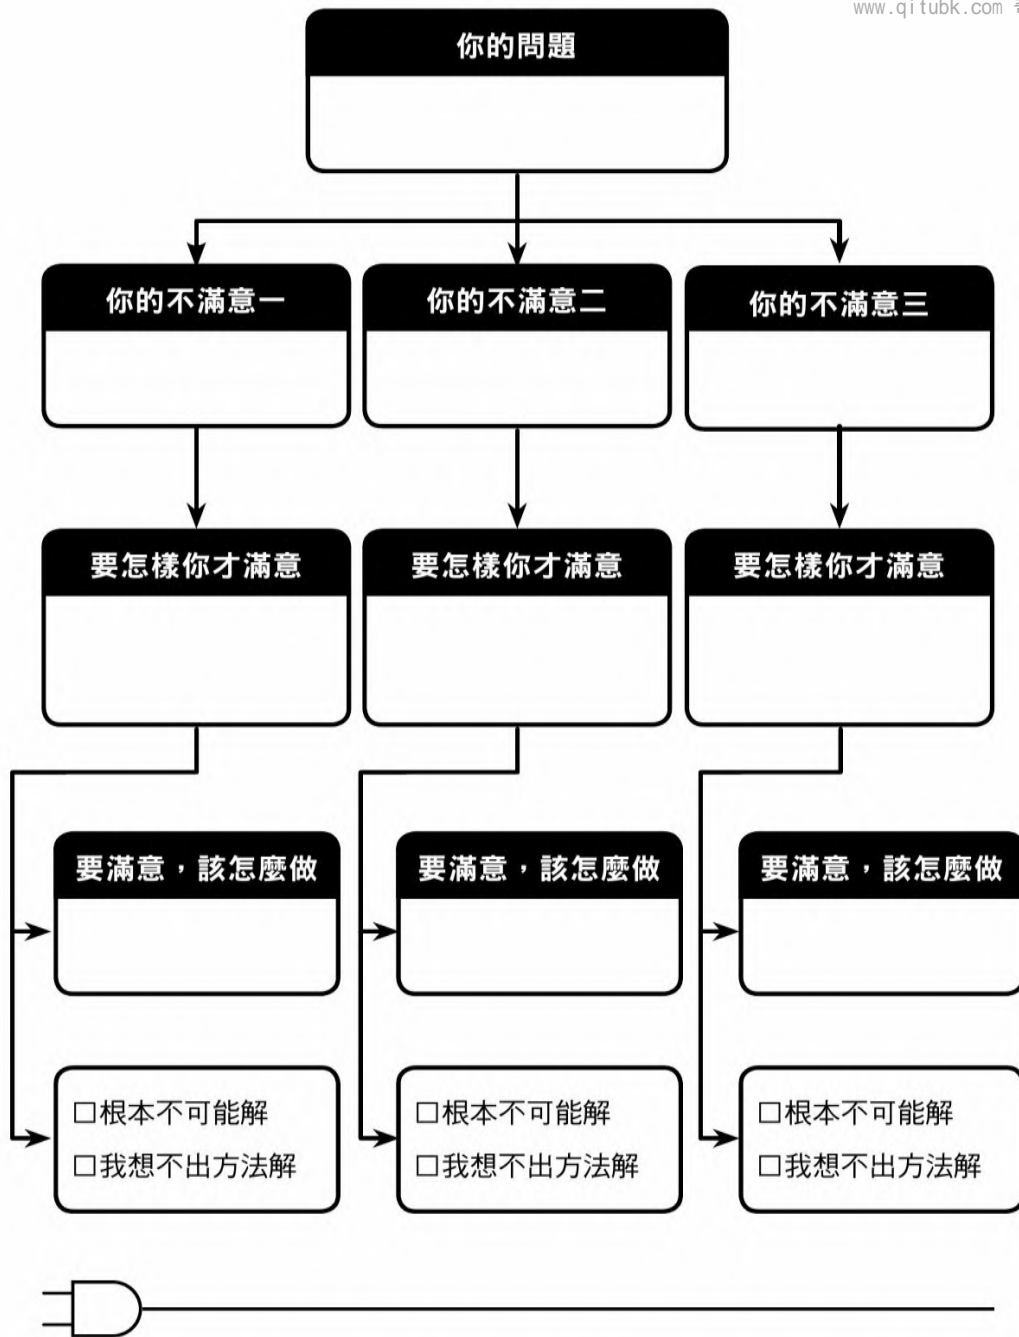 www.qitubk.com
你的問題
你的不滿意一
你的不滿意二
你的不滿意三
要怎樣你才滿意
要怎樣你才滿意
要怎樣你才滿意
要滿意，該怎麼做
要滿意，該怎麼做
要滿意，該怎麼做
□根本不可能解
□我想不出方法解
□根本不可能解
□我想不出方法解
□根本不可能解
□我想不出方法解